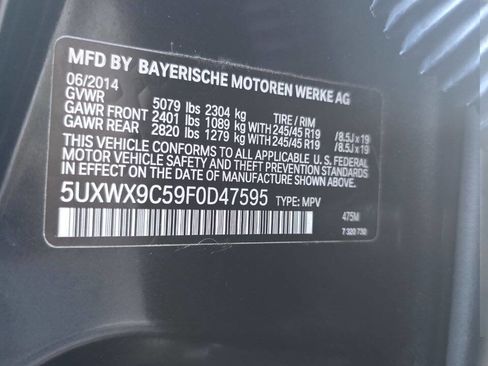 MFD BY BAYERISCHE MOTOREN WERKE AG
06/2014
GVWR 5079 lbs 2304 kg TIRE / RIM
GAWR FRONT 2401 lbs 1089 kg WITH 245/45 R19 / 8.5J x 19
GAWR REAR 2820 lbs 1279 kg WITH 245/45 R19 / 8.5J x 19
THIS VEHICLE CONFORMS TO ALL APPLICABLE U. S. FEDERAL
MOTOR VEHICLE SAFETY AND THEFT PREVENTION STANDARDS
IN EFFECT ON THE DATE OF MANUFACTURE SHOWN ABOVE.
5UXWX9C59F0D47595 TYPE: MPV
475M
7 320 730